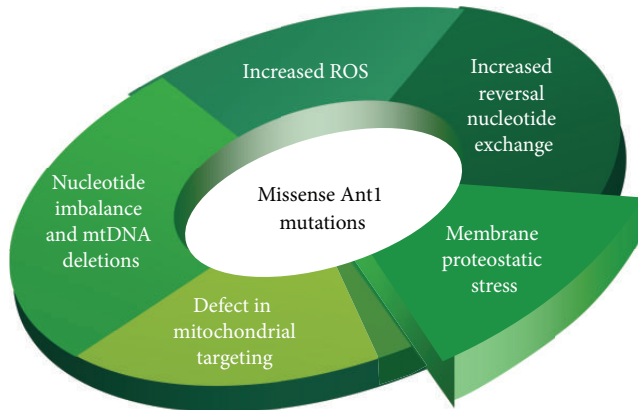 Increased ROS
Increased
reversal
nucleotide
exchange
Missense Ant1
mutations
Nucleotide
imbalance
and mtDNA
deletions
Membrane
proteostatic
stress
Defect in
mitochondrial
targeting